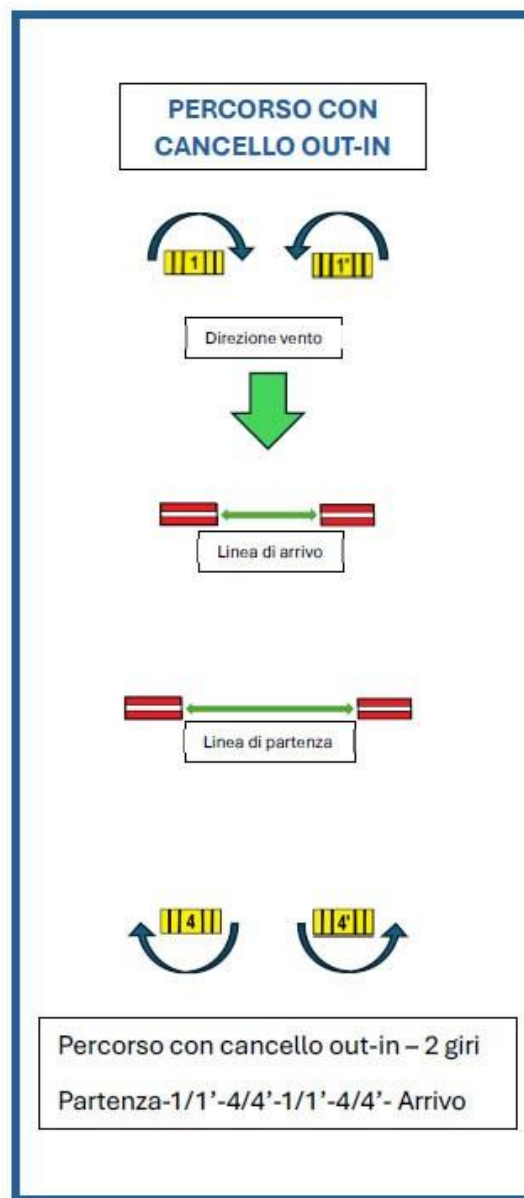 PERCORSO CON
CANCELLO OUT-IN
1 1'
Direzione vento
Linea di arrivo
Linea di partenza
4 4'
Percorso con cancello out-in – 2 giri
Partenza-1/1’-4/4’-1/1’-4/4’- Arrivo